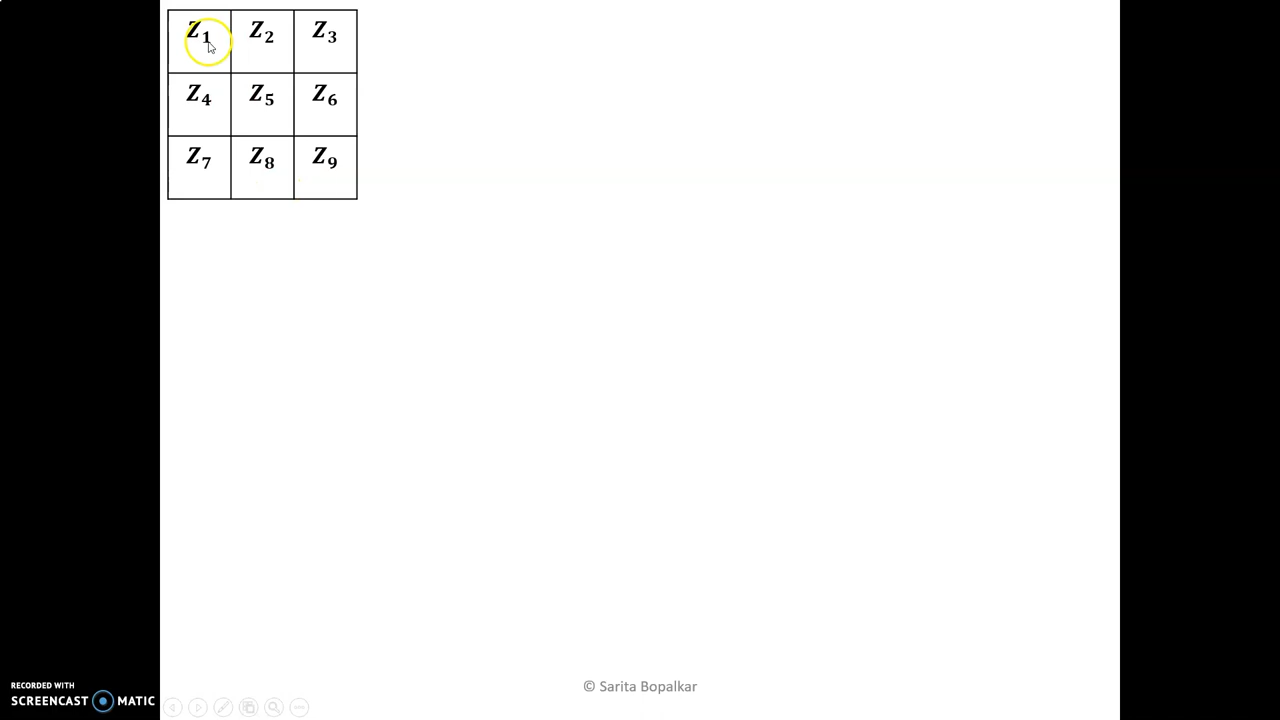 Z1 Z2 Z3
Z4 Z5 Z6
Z7 Z8 Z9
© Sarita Bopalkar
RECORDED WITH
SCREENCAST MATIC